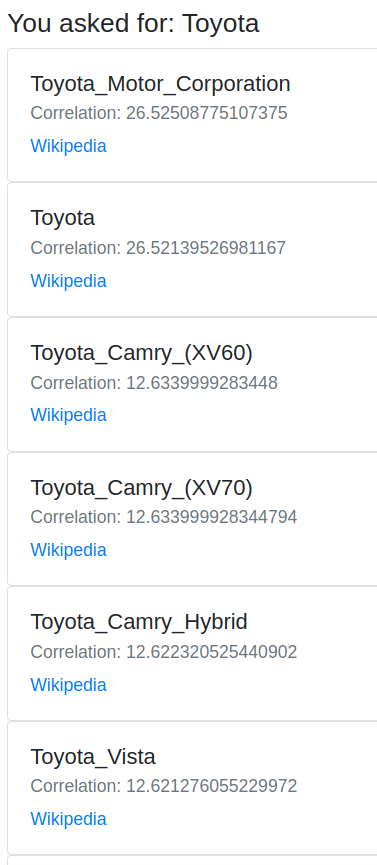 You asked for: Toyota
Toyota_Motor_Corporation
Correlation: 26.52508775107375
Wikipedia
Toyota
Correlation: 26.52139526981167
Wikipedia
Toyota_Camry_(XV60)
Correlation: 12.6339999283448
Wikipedia
Toyota_Camry_(XV70)
Correlation: 12.633999928344794
Wikipedia
Toyota_Camry_Hybrid
Correlation: 12.622320525440902
Wikipedia
Toyota_Vista
Correlation: 12.621276055229972
Wikipedia